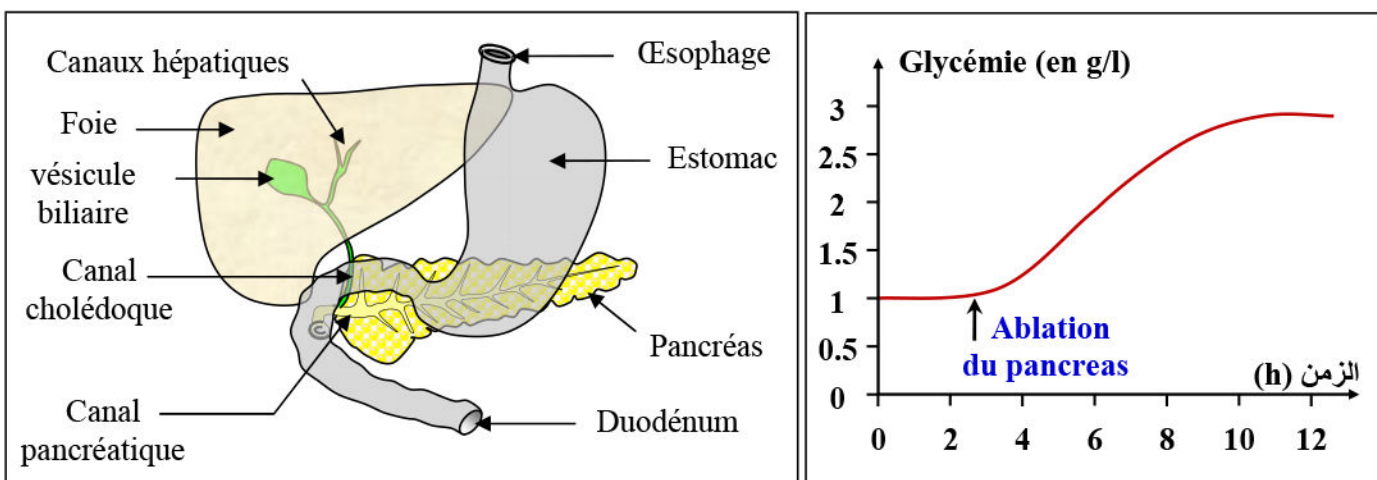 Canaux hépatiques
Foie
vésicule
biliaire
Canal
cholédoque
Canal
pancréatique
Œsophage
Estomac
Pancréas
Duodénum
Glycémie (en g/l)
3
2.5
2
1.5
1
0.5
0
Ablation
du pancreas
الزمن (h)
0 2 4 6 8 10 12